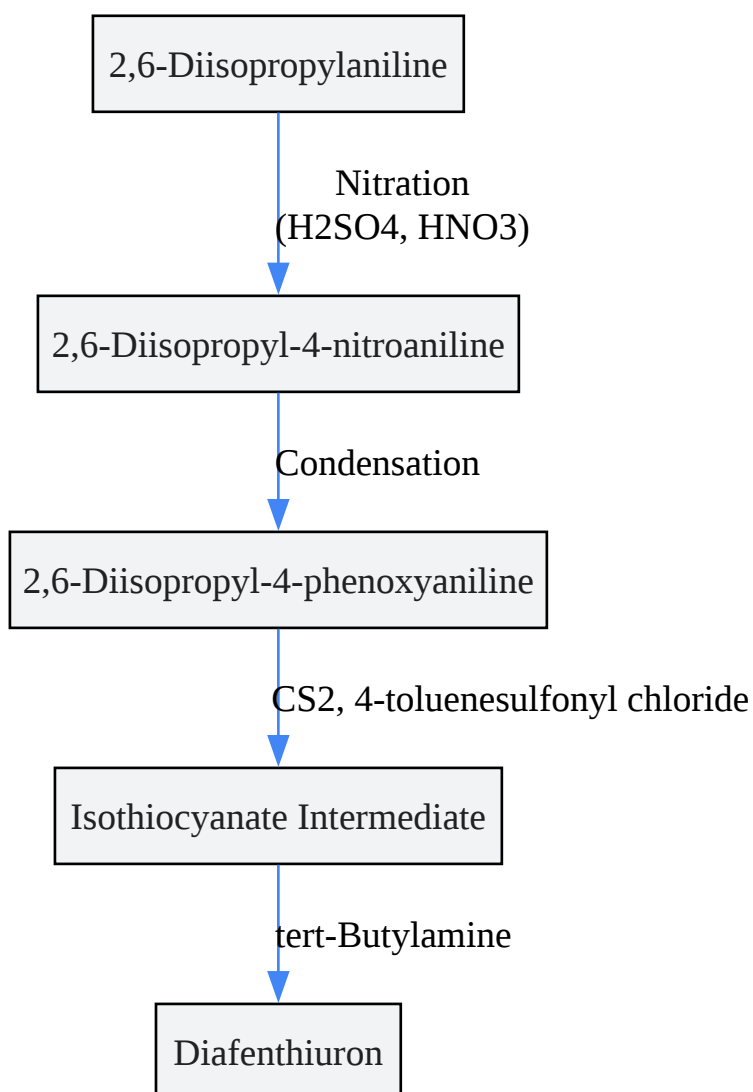 2,6-Diisopropylaniline
Nitration
(H2SO4, HNO3)
2,6-Diisopropyl-4-nitroaniline
Condensation
2,6-Diisopropyl-4-phenoxyaniline
CS2, 4-toluenesulfonyl chloride
Isothiocyanate Intermediate
tert-Butylamine
Diafenthiuron